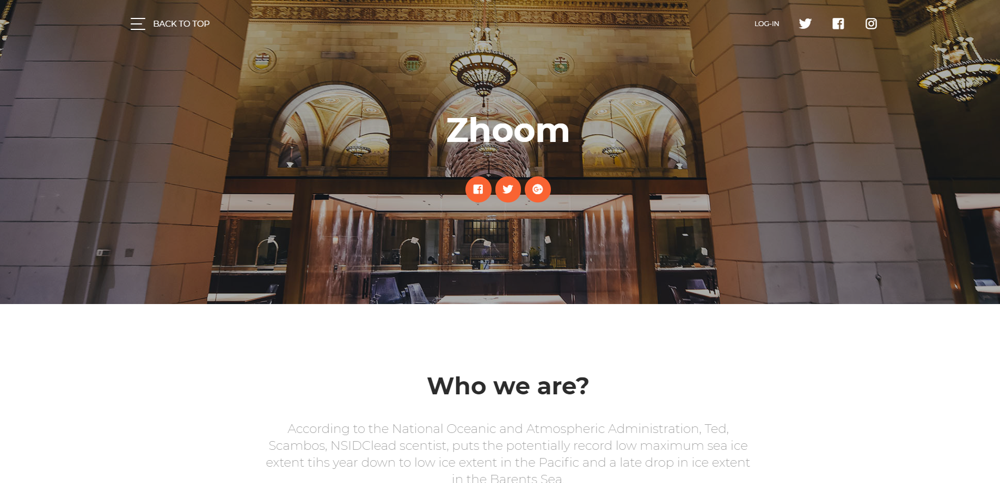 BACK TO TOP
LOG-IN
Zhoom
Who we are?
According to the National Oceanic and Atmospheric Administration, Ted,
Scambos, NSIDClead scentist, puts the potentially record low maximum sea ice
extent tihs year down to low ice extent in the Pacific and a late drop in ice extent
in the Barents Sea